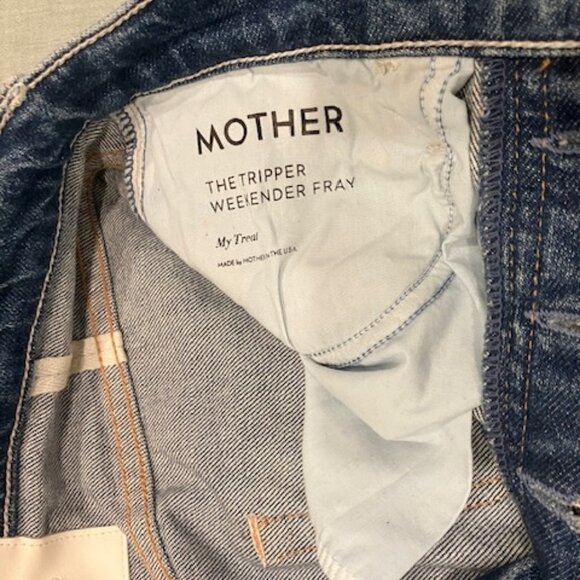 MOTHER
THE TRIPPER
WEEKENDER FRAY
My Treat
MADE by MOTHER IN THE U.S.A.